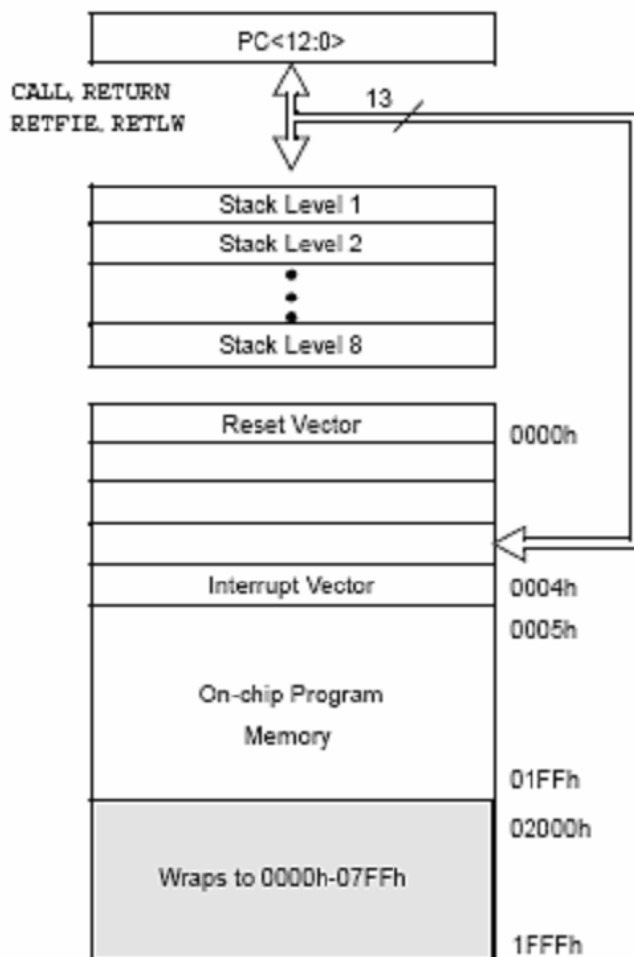 PC<12:0>
CALL, RETURN
RETFIE, RETLW
13
Stack Level 1
Stack Level 2
Stack Level 8
Reset Vector
0000h
Interrupt Vector
0004h
0005h
On-chip Program
Memory
01FFh
02000h
Wraps to 0000h-07FFh
1FFFh